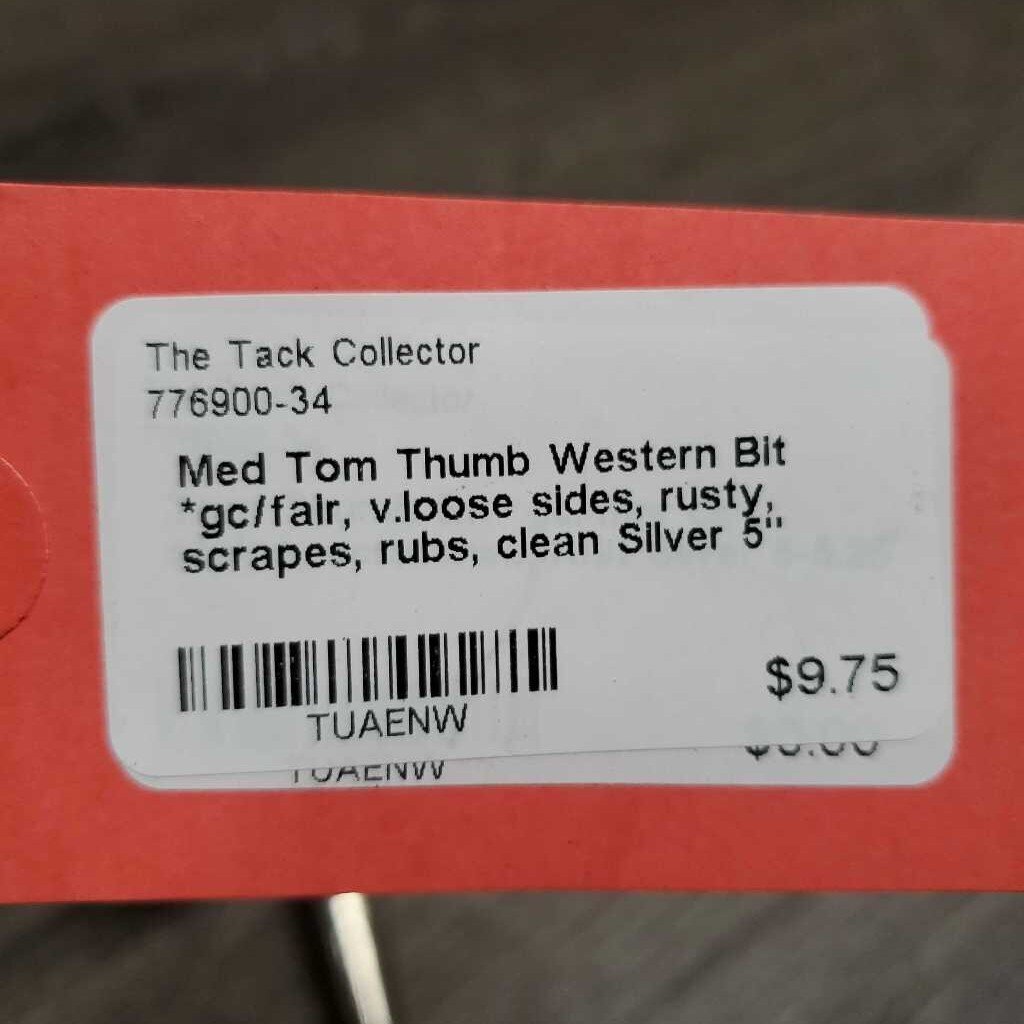 The Tack Collector
776900-34
Med Tom Thumb Western Bit
*gc/fair, v.loose sides, rusty,
scrapes, rubs, clean Silver 5"
$9.75
TUAENW
TUAENW